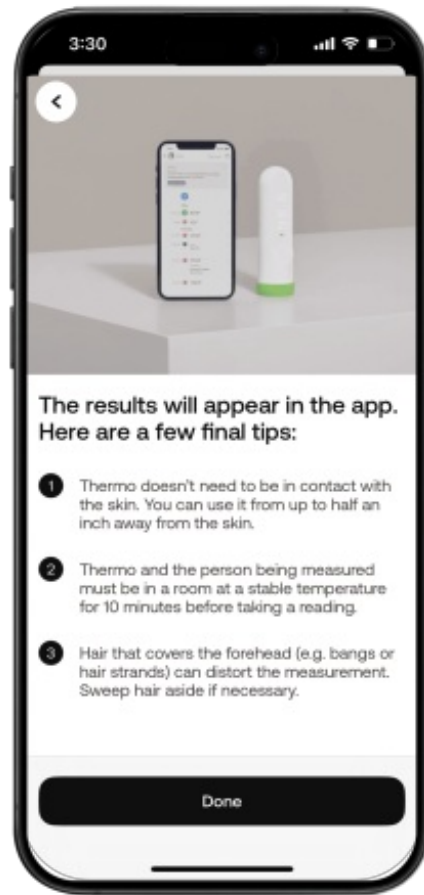 3:30
The results will appear in the app.
Here are a few final tips:
1 Thermo doesn't need to be in contact with
the skin. You can use it from up to half an
inch away from the skin.
2 Thermo and the person being measured
must be in a room at a stable temperature
for 10 minutes before taking a reading.
3 Hair that covers the forehead (e.g. bangs or
hair strands) can distort the measurement.
Sweep hair aside if necessary.
Done